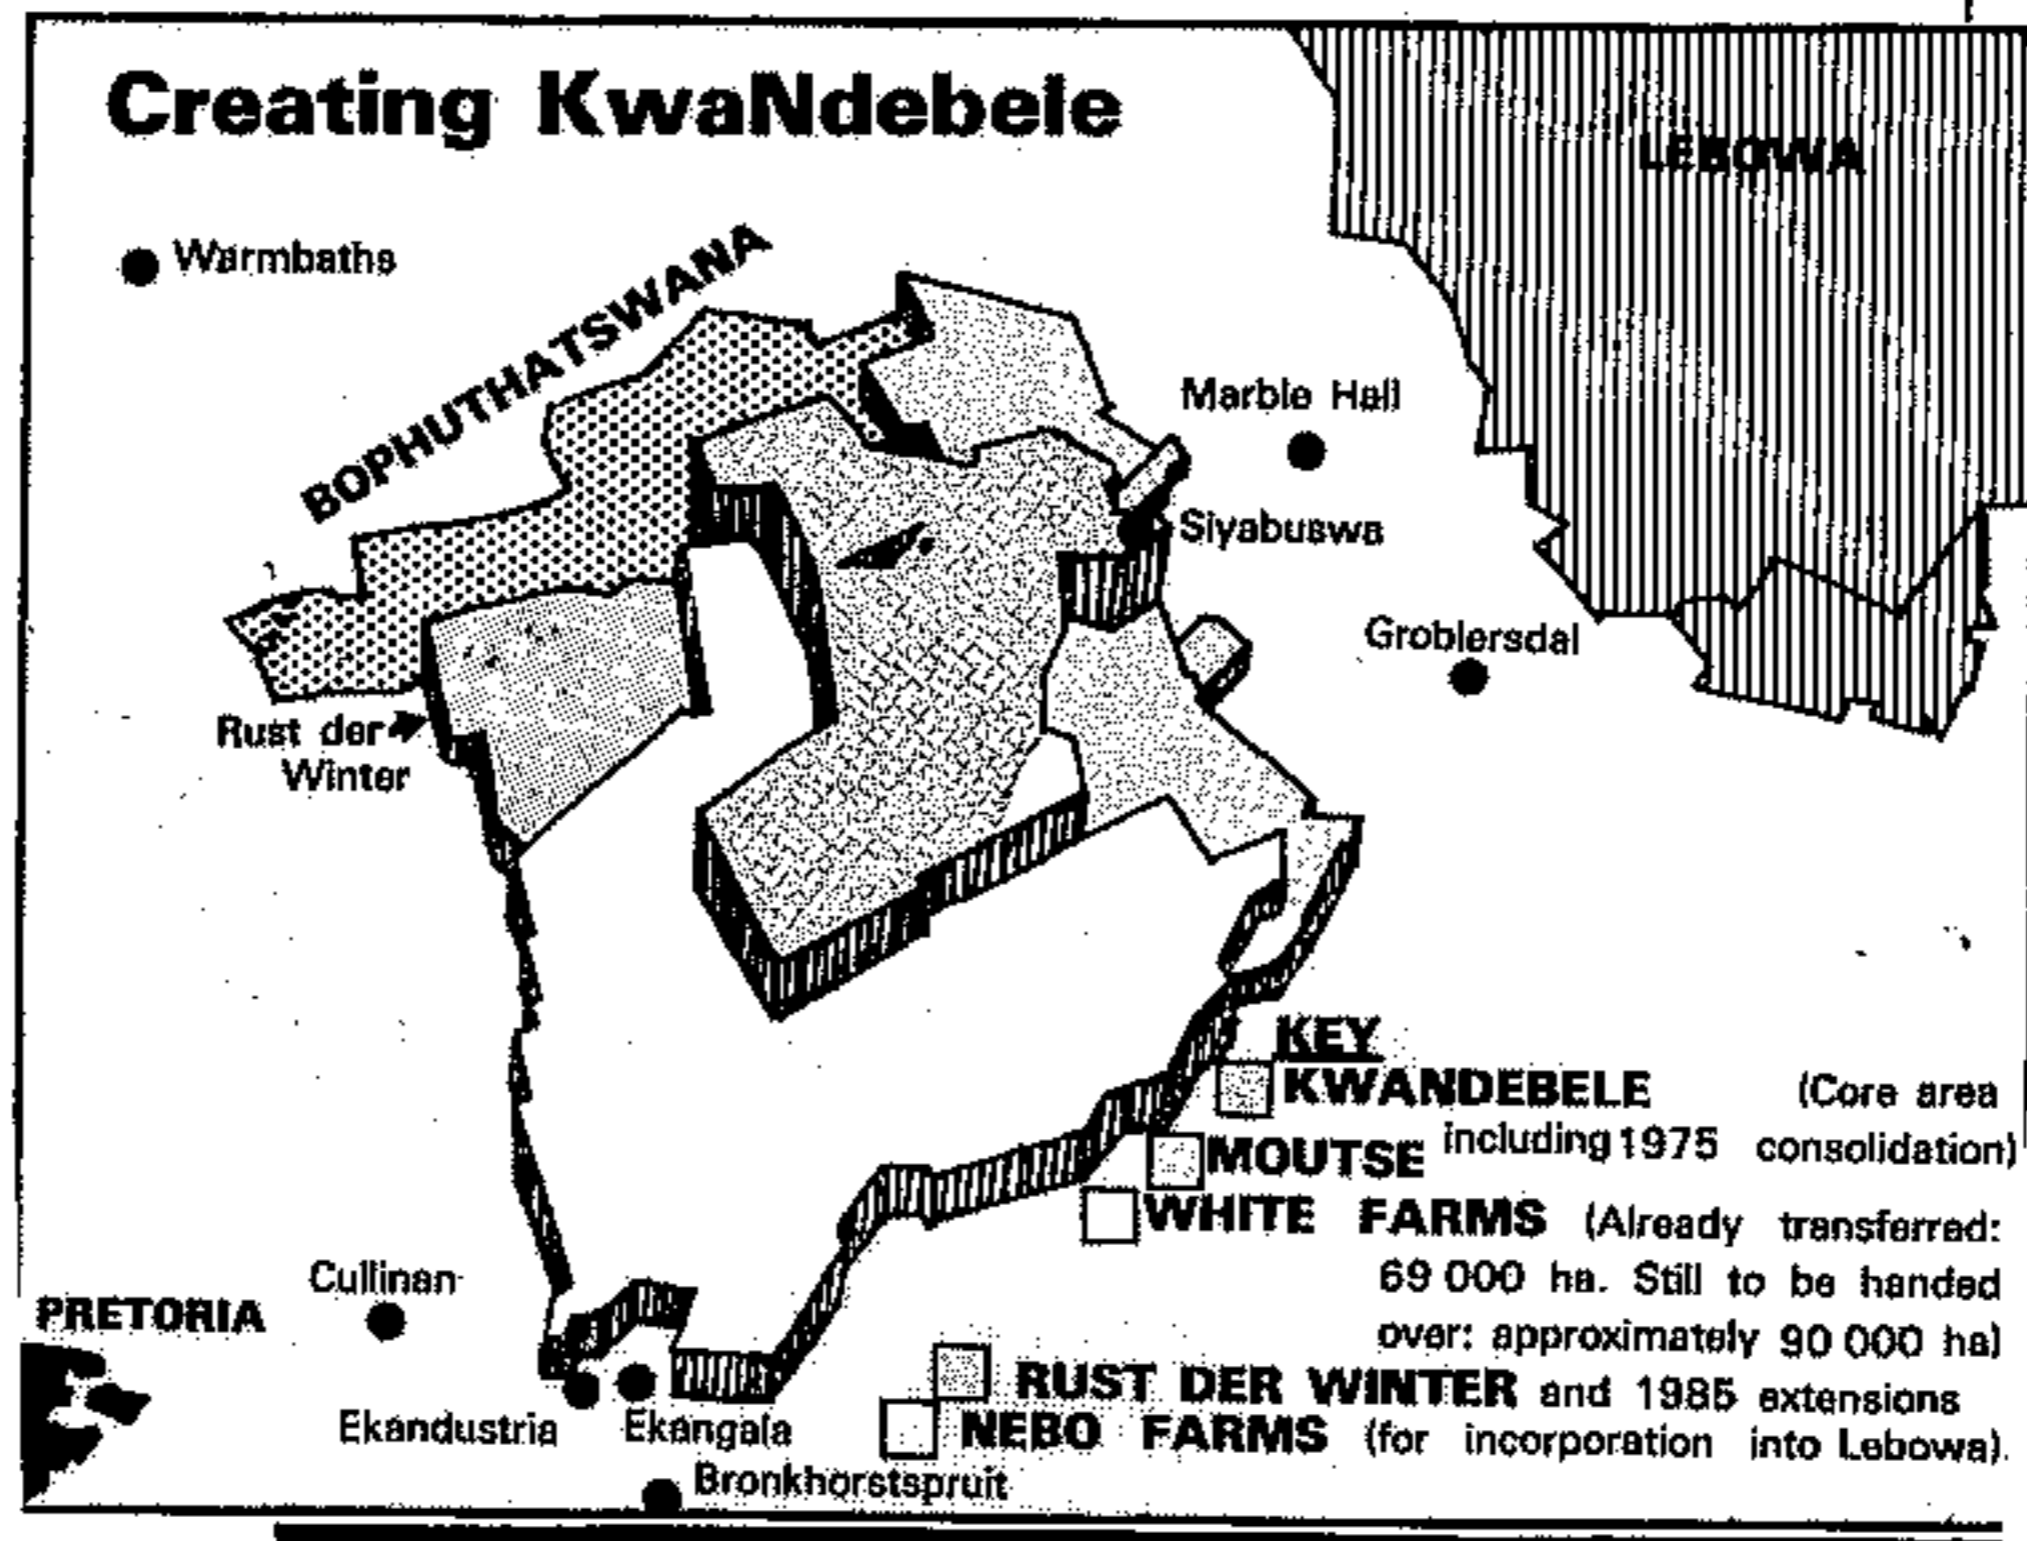 Creating KwaNdebele
LEBOWA
Warmbaths
BOPHUTHATSWANA
Marble Hall
Siyabuswa
Groblersdal
Rust der
Winter
KEY
KWANDEBELE (Core area
including 1975 consolidation)
MOUTSE
WHITE FARMS (Already transferred:
69 000 ha. Still to be handed
over: approximately 90 000 ha)
RUST DER WINTER and 1985 extensions
NEBO FARMS (for incorporation into Lebowa).
Cullinan
PRETORIA
Ekandustria
Ekangala
Bronkhorstspruit